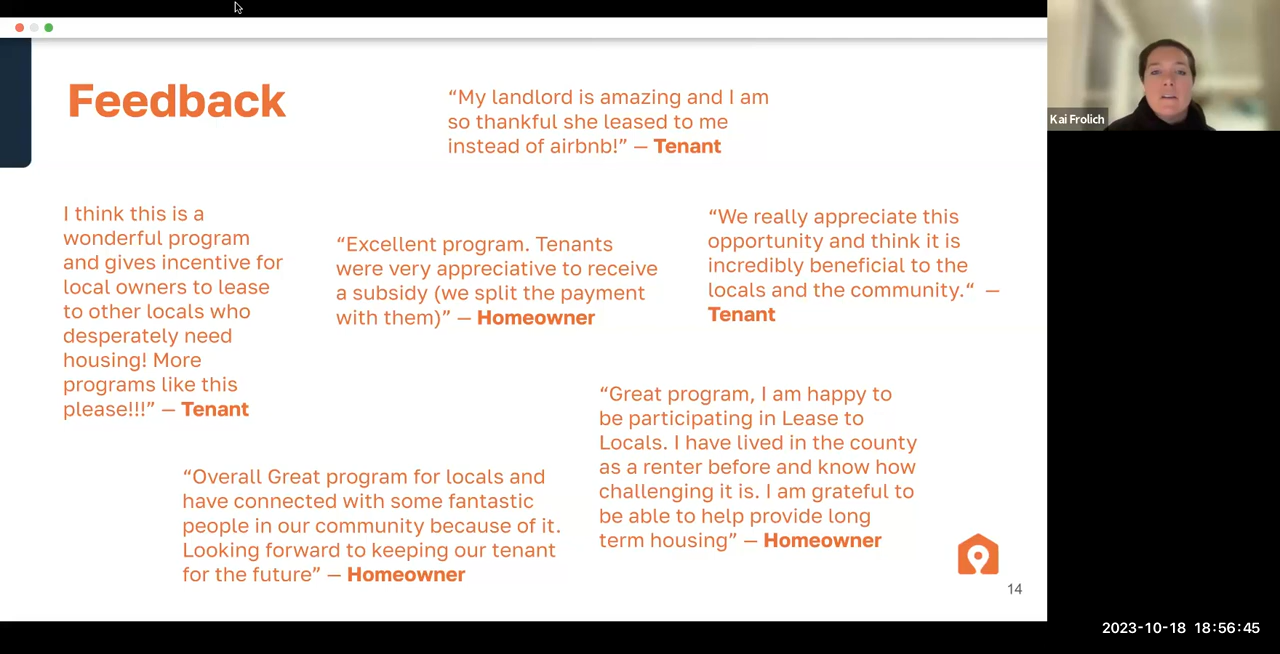 Feedback
“My landlord is amazing and I am
so thankful she leased to me
instead of airbnb!” — Tenant
I think this is a
wonderful program
and gives incentive for
local owners to lease
to other locals who
desperately need
housing! More
programs like this
please!!!” — Tenant
“Excellent program. Tenants
were very appreciative to receive
a subsidy (we split the payment
with them)” — Homeowner
“We really appreciate this
opportunity and think it is
incredibly beneficial to the
locals and the community.“ —
Tenant
“Overall Great program for locals and
have connected with some fantastic
people in our community because of it.
Looking forward to keeping our tenant
for the future” — Homeowner
“Great program, I am happy to
be participating in Lease to
Locals. I have lived in the county
as a renter before and know how
challenging it is. I am grateful to
be able to help provide long
term housing” — Homeowner
14
Kai Frolich
2023-10-18 18:56:45